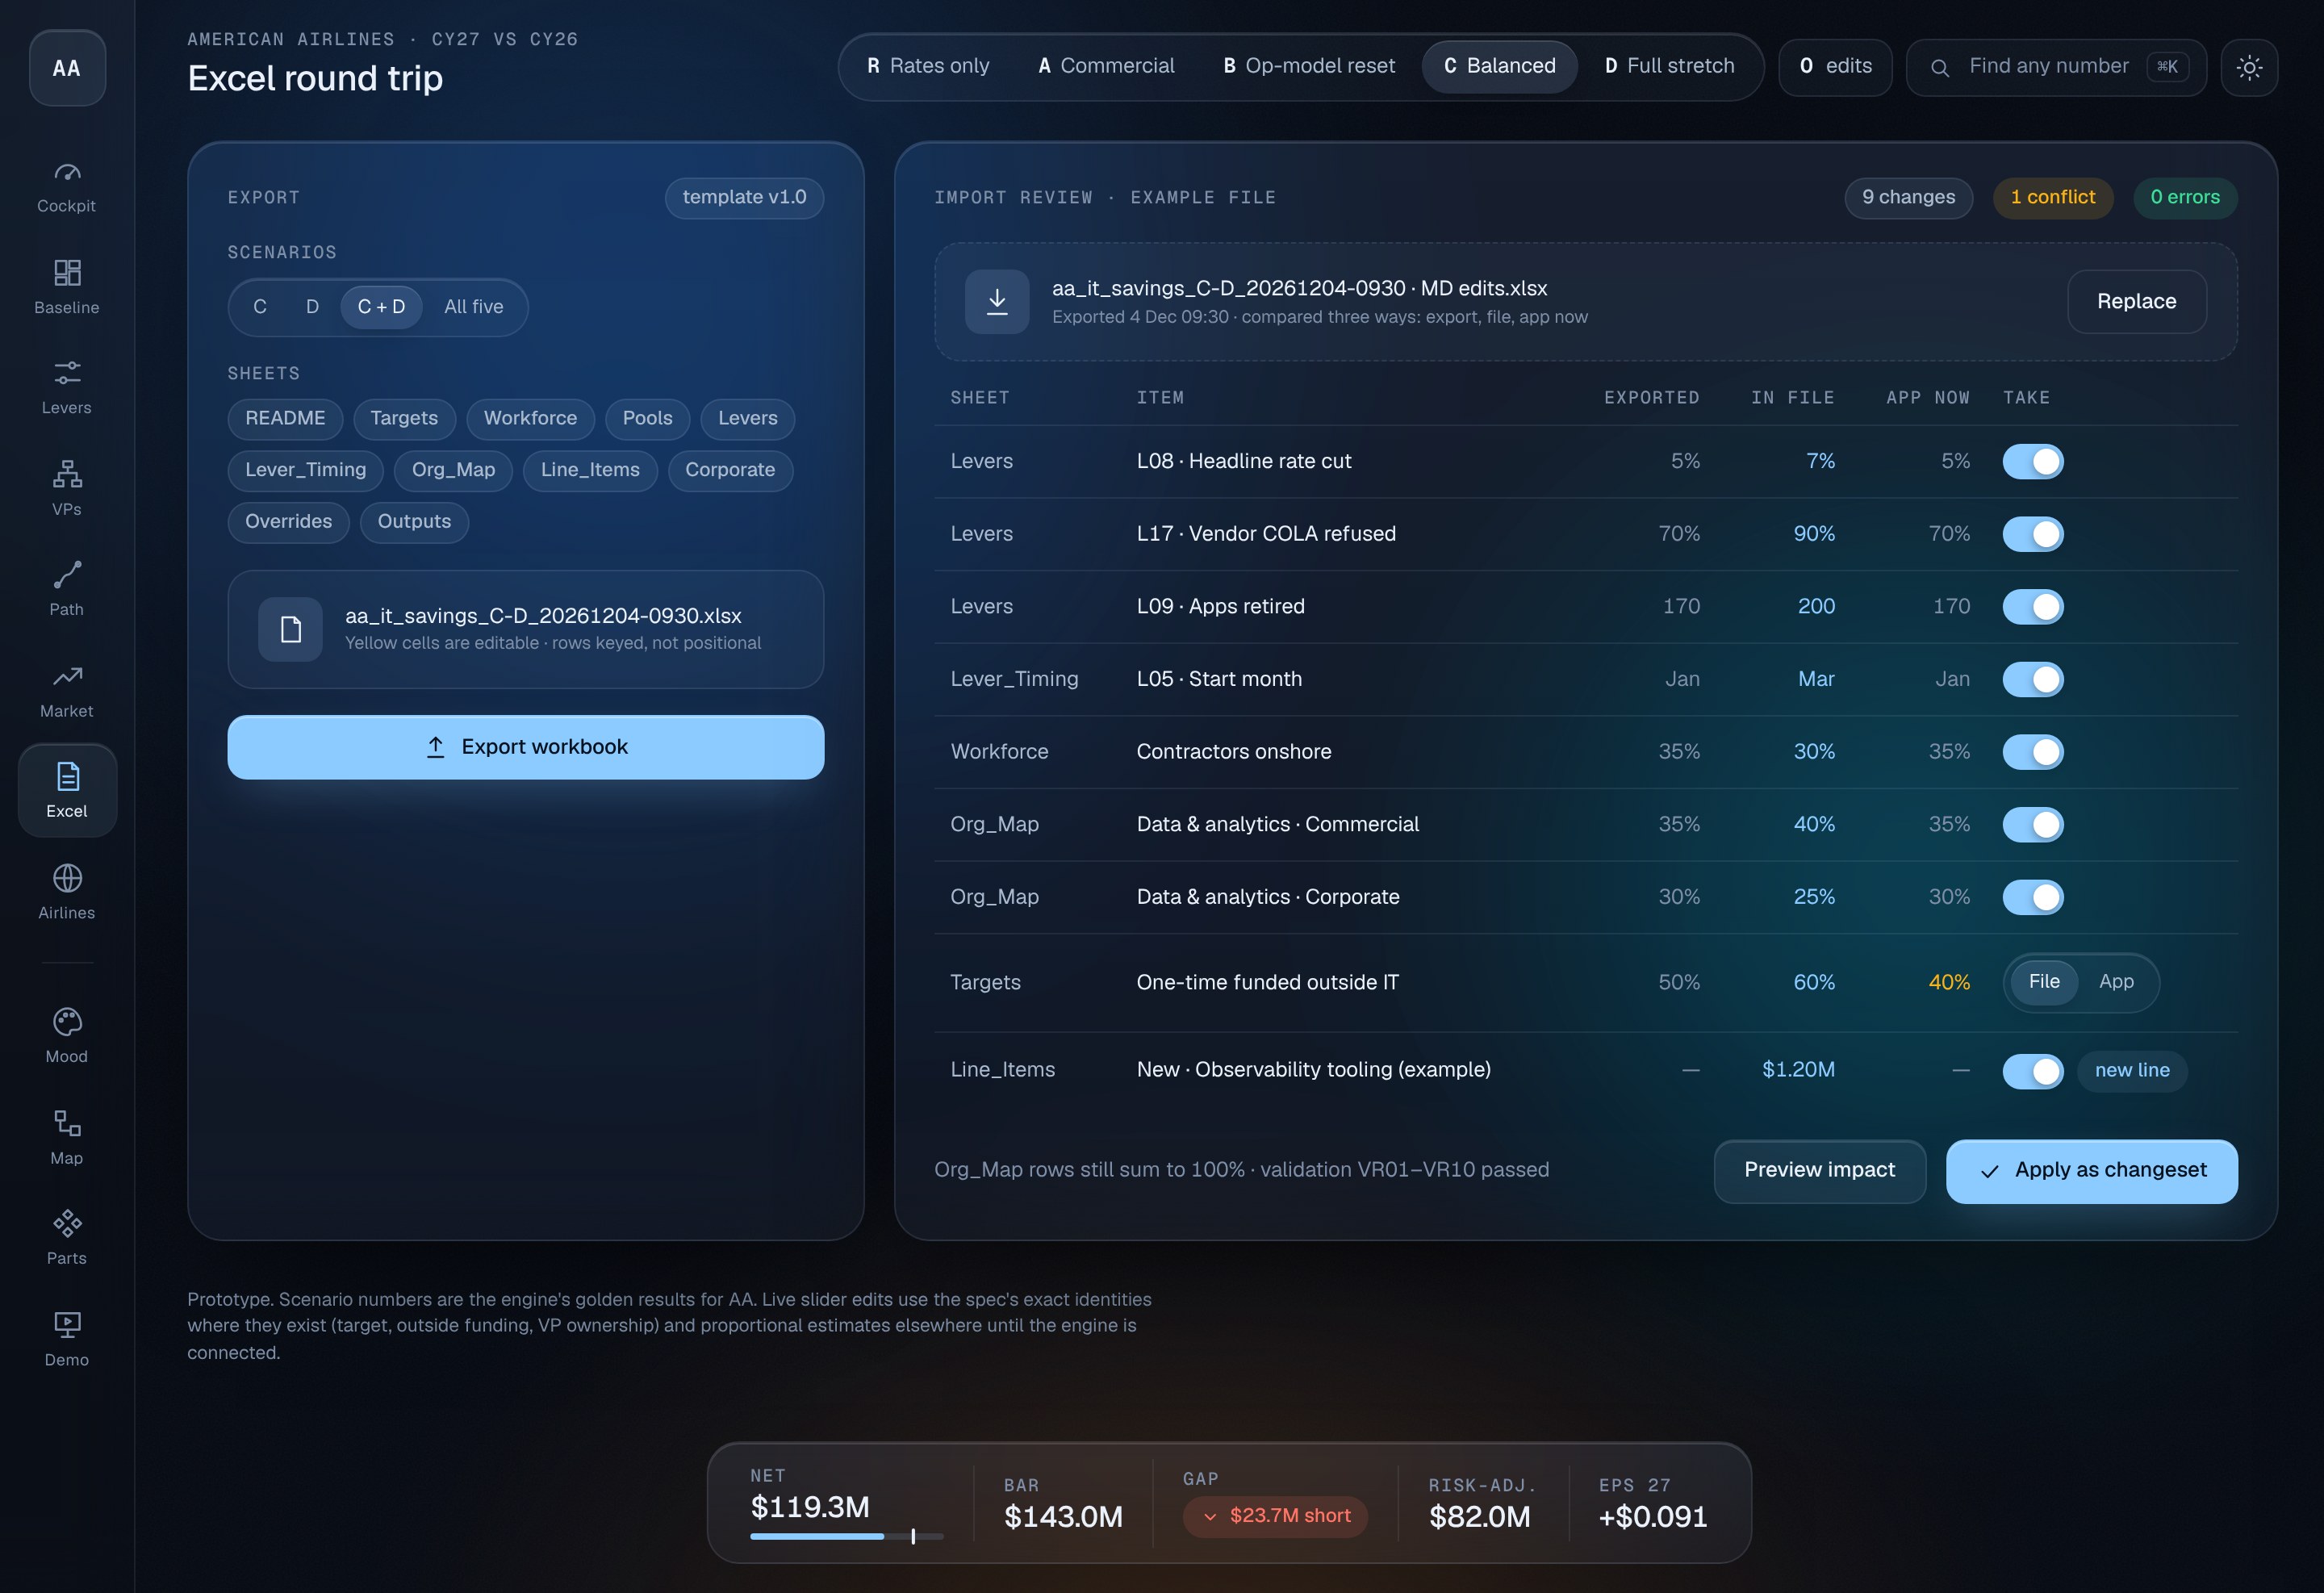 AA
AMERICAN AIRLINES · CY27 VS CY26
Excel round trip
R Rates only
A Commercial
B Op-model reset
C Balanced
D Full stretch
0 edits
Find any number ⌘K
Cockpit
Baseline
Levers
VPs
Path
Market
Excel
Airlines
Mood
Map
Parts
Demo
EXPORT
template v1.0
SCENARIOS
C D C + D All five
SHEETS
README Targets Workforce Pools Levers
Lever_Timing Org_Map Line_Items Corporate
Overrides Outputs
aa_it_savings_C-D_20261204-0930.xlsx
Yellow cells are editable · rows keyed, not positional
Export workbook
IMPORT REVIEW · EXAMPLE FILE
9 changes 1 conflict 0 errors
aa_it_savings_C-D_20261204-0930 · MD edits.xlsx
Exported 4 Dec 09:30 · compared three ways: export, file, app now
Replace
SHEET ITEM EXPORTED IN FILE APP NOW TAKE
Levers L08 · Headline rate cut 5% 7% 5%
Levers L17 · Vendor COLA refused 70% 90% 70%
Levers L09 · Apps retired 170 200 170
Lever_Timing L05 · Start month Jan Mar Jan
Workforce Contractors onshore 35% 30% 35%
Org_Map Data & analytics · Commercial 35% 40% 35%
Org_Map Data & analytics · Corporate 30% 25% 30%
Targets One-time funded outside IT 50% 60% 40% File App
Line_Items New · Observability tooling (example) — $1.20M — new line
Org_Map rows still sum to 100% · validation VR01–VR10 passed
Preview impact
Apply as changeset
Prototype. Scenario numbers are the engine's golden results for AA. Live slider edits use the spec's exact identities
where they exist (target, outside funding, VP ownership) and proportional estimates elsewhere until the engine is
connected.
NET
$119.3M
BAR
$143.0M
GAP
$23.7M short
RISK-ADJ.
$82.0M
EPS 27
+$0.091